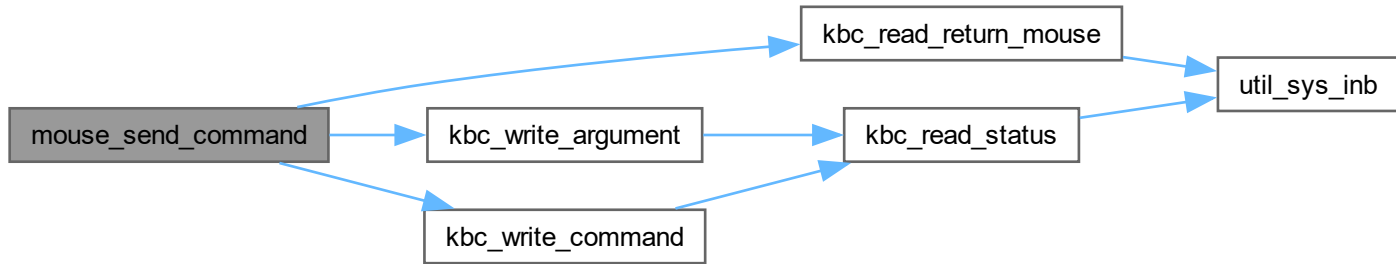 kbc_read_return_mouse
util_sys_inb
mouse_send_command
kbc_write_argument
kbc_read_status
kbc_write_command